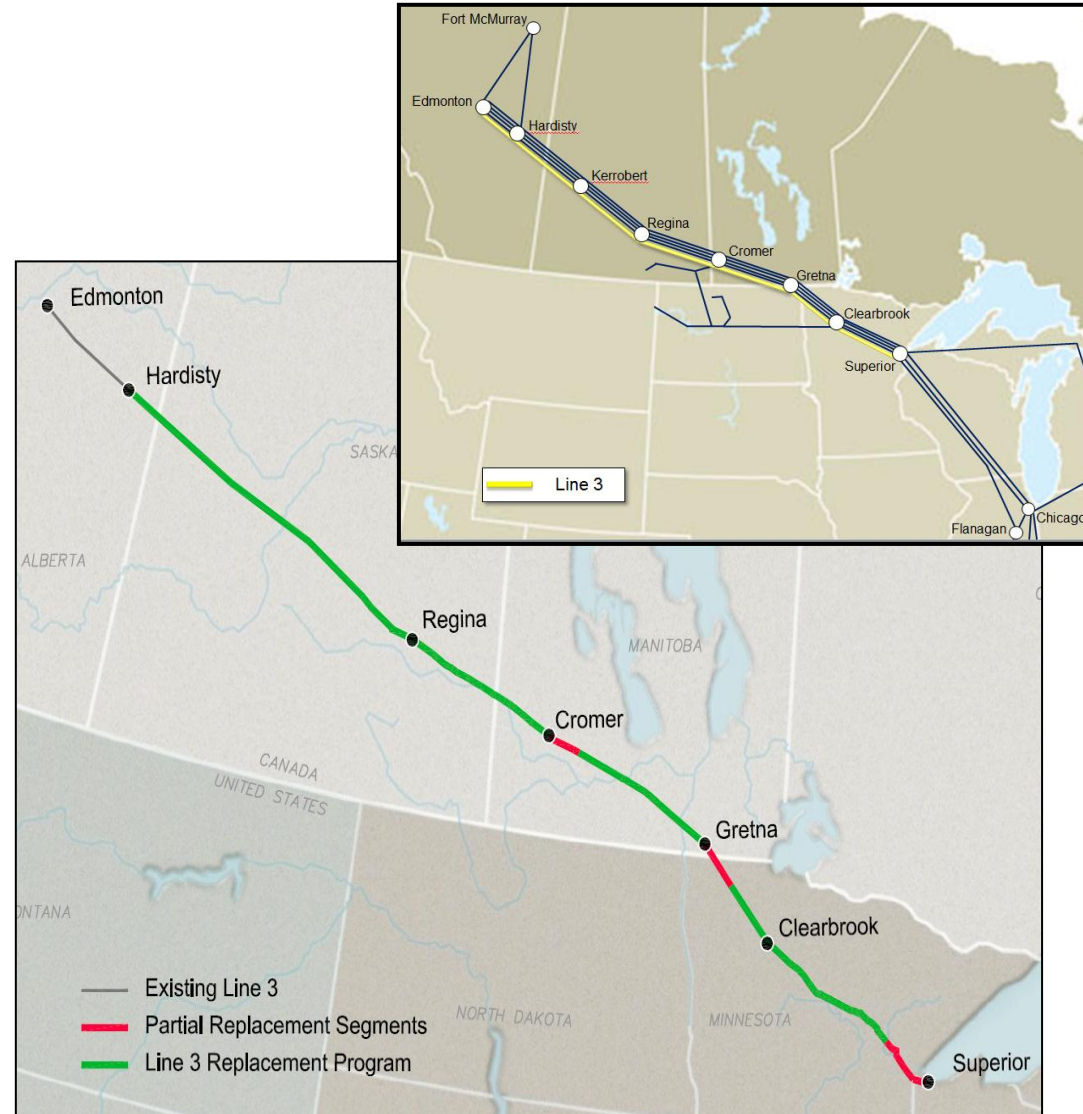 Fort McMurray
Edmonton
Hardisty
Kerrobert
Regina
Cromer
Gretna
Clearbrook
Superior
Line 3
Chicago
Flanagan
Edmonton
Hardisty
SASKA
ALBERTA
Regina
MANITOBA
Cromer
CANADA
UNITED STATES
Gretna
ONTANA
Clearbrook
Existing Line 3
Partial Replacement Segments
NORTH DAKOTA
MINNESOTA
Line 3 Replacement Program
Superior